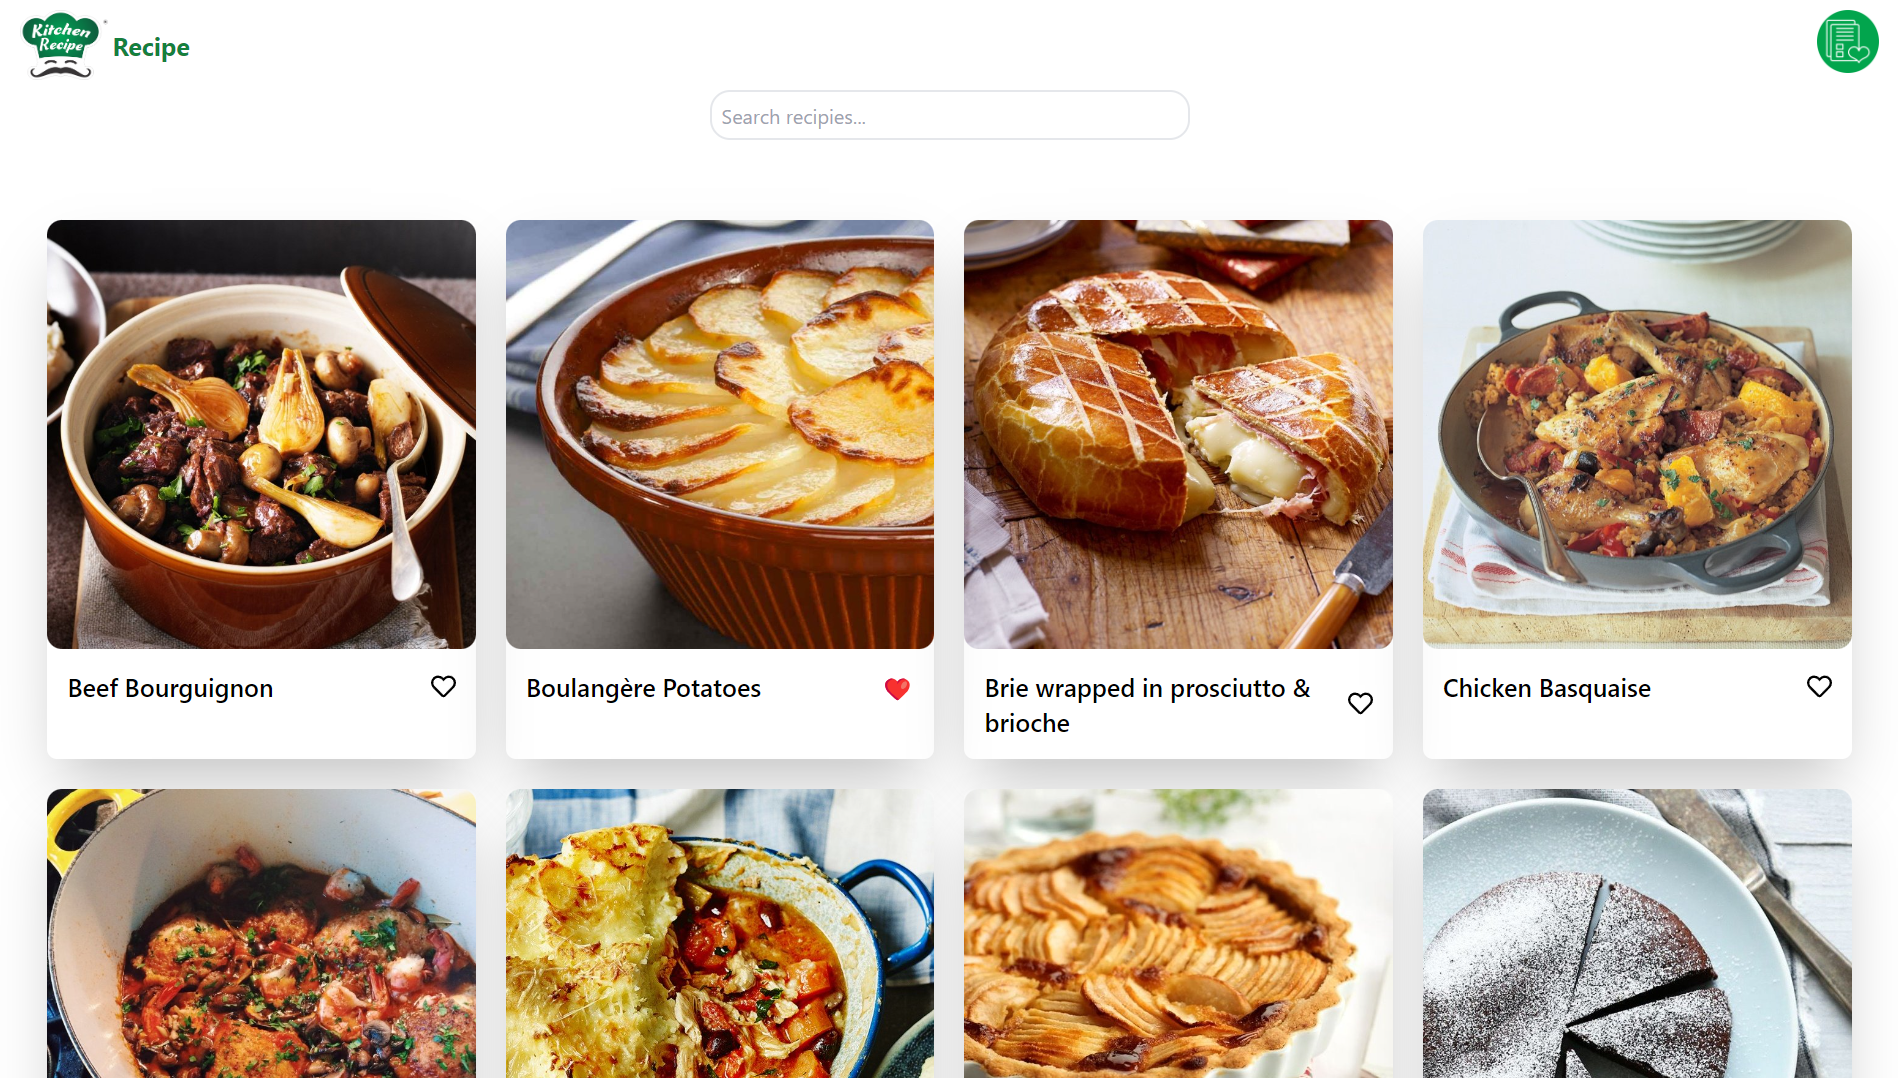 Kitchen
Recipe
Recipe
Search recipies...
Beef Bourguignon
Boulangère Potatoes
Brie wrapped in prosciutto &
brioche
Chicken Basquaise